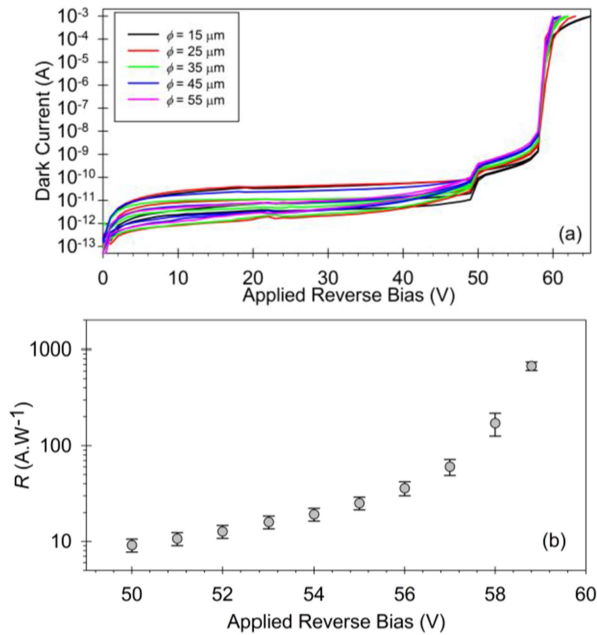 10⁻³
10⁻⁴
10⁻⁵
10⁻⁶
10⁻⁷
10⁻⁸
10⁻⁹
10⁻¹⁰
10⁻¹¹
10⁻¹²
10⁻¹³
Dark Current (A)
ϕ = 15 μm
ϕ = 25 μm
ϕ = 35 μm
ϕ = 45 μm
ϕ = 55 μm
(a)
0 10 20 30 40 50 60
Applied Reverse Bias (V)
1000
100
10
R (A.W⁻¹)
(b)
50 52 54 56 58 60
Applied Reverse Bias (V)